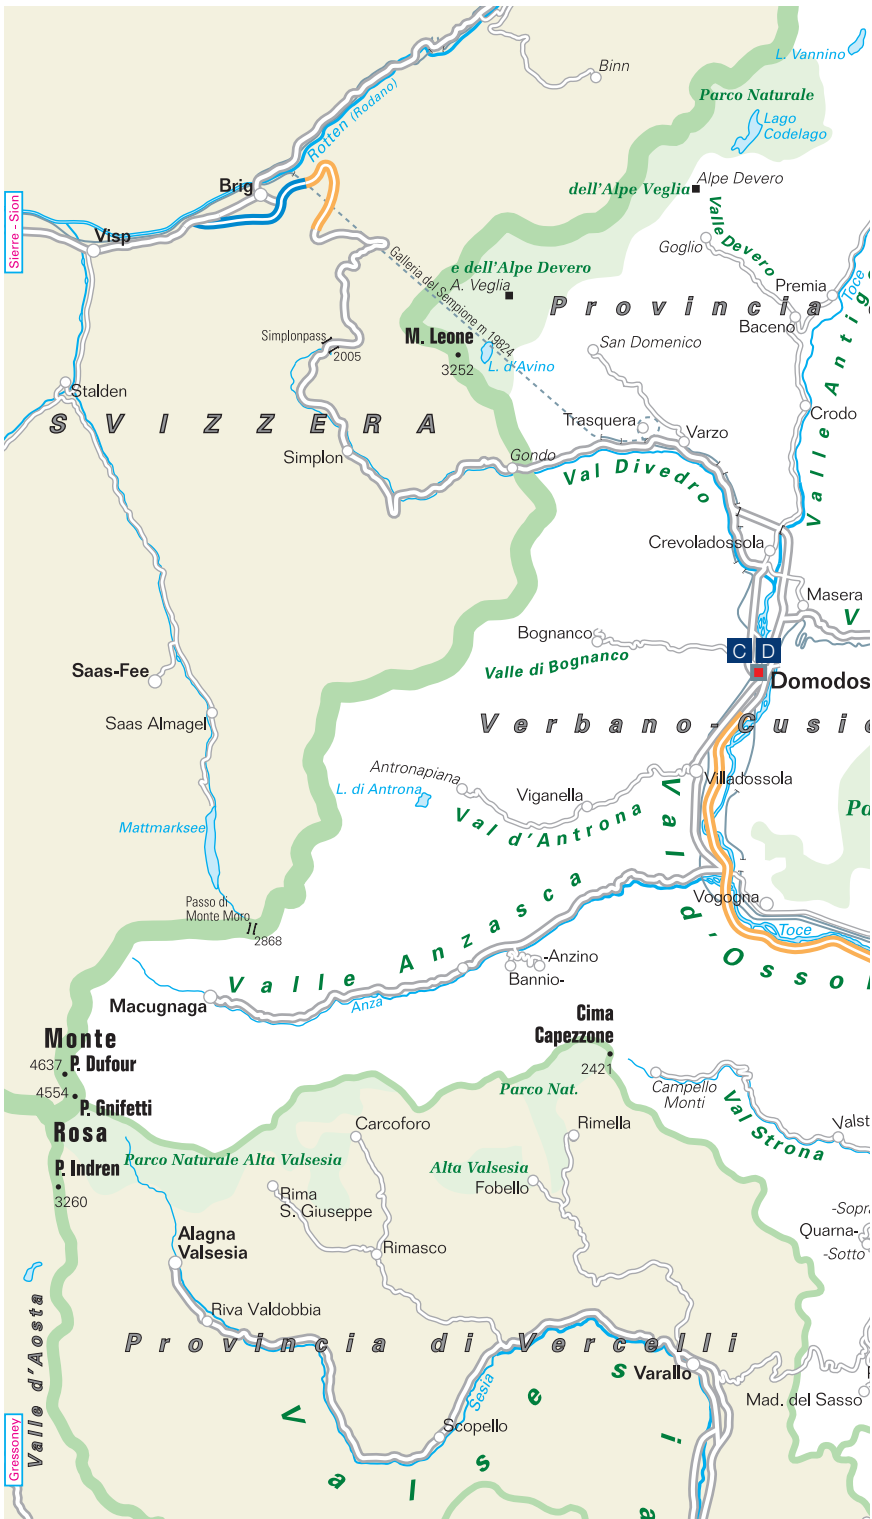 L. Vannino
Binn
Parco Naturale
Rotten (Rodano)
Lago
Codelago
Brig
dell'Alpe Veglia
Alpe Devero
Sierre - Sion
Visp
Valle Devero
Goglio
Galleria del Sempione m 19824
e dell'Alpe Devero
A. Veglia
Premia
Toce
Provincia
Baceno
Simplonpass
2005
M. Leone
3252
L. d'Avino
San Domenico
Valle Antig
Stalden
SVIZZERA
Trasquera
Varzo
Crodo
Simplon
Gondo
Val Divedro
Crevoladossola
Masera
V
Bognanco
Valle di Bognanco
C D
Domodos
Saas-Fee
Saas Almagel
Verbano-Cusio
Antronapiana
L. di Antrona
Viganella
Villadossola
Val d'Antrona
Mattmarksee
Pa
Passo di
Monte Moro
2868
Vogogna
Toce
Val d'Ossol
Valle Anzasca
-Anzino
Bannio-
Macugnaga
Anza
Cima
Capezzone
2421
Monte
4637
P. Dufour
4554
P. Gnifetti
Rosa
P. Indren
3260
Campello
Monti
Val Strona
Valst
Parco Nat.
Carcoforo
Rimella
Parco Naturale Alta Valsesia
Alta Valsesia
Fobello
Rima
S. Giuseppe
-Sopra
Quarna-
-Sotto
Alagna
Valsesia
Rimasco
Riva Valdobbia
Valle d'Aosta
Provincia di Vercelli
Varallo
Sesia
Mad. del Sasso
Scopello
Valsesia
Gressoney